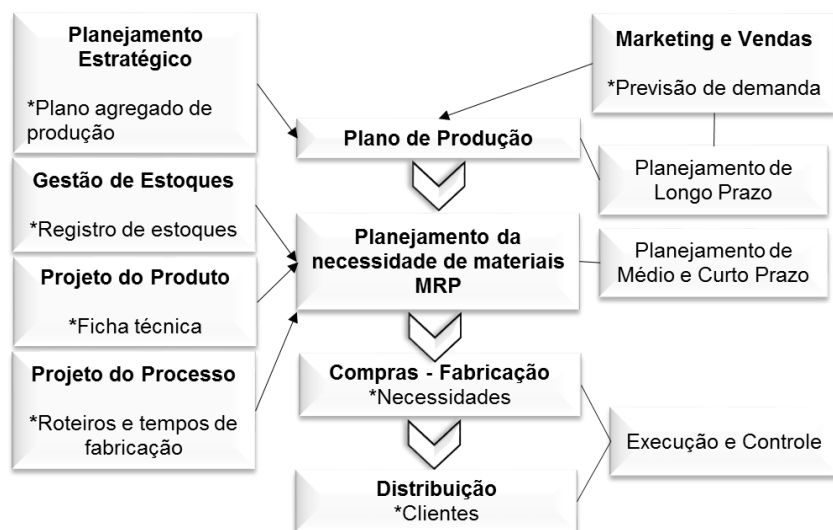 Planejamento
Estratégico
*Plano agregado de
produção
Marketing e Vendas
*Previsão de demanda
Plano de Produção
Planejamento de
Longo Prazo
Gestão de Estoques
*Registro de estoques
Planejamento da
necessidade de materiais
MRP
Planejamento de
Médio e Curto Prazo
Projeto do Produto
*Ficha técnica
Projeto do Processo
*Roteiros e tempos de
fabricação
Compras - Fabricação
*Necessidades
Execução e Controle
Distribuição
*Clientes